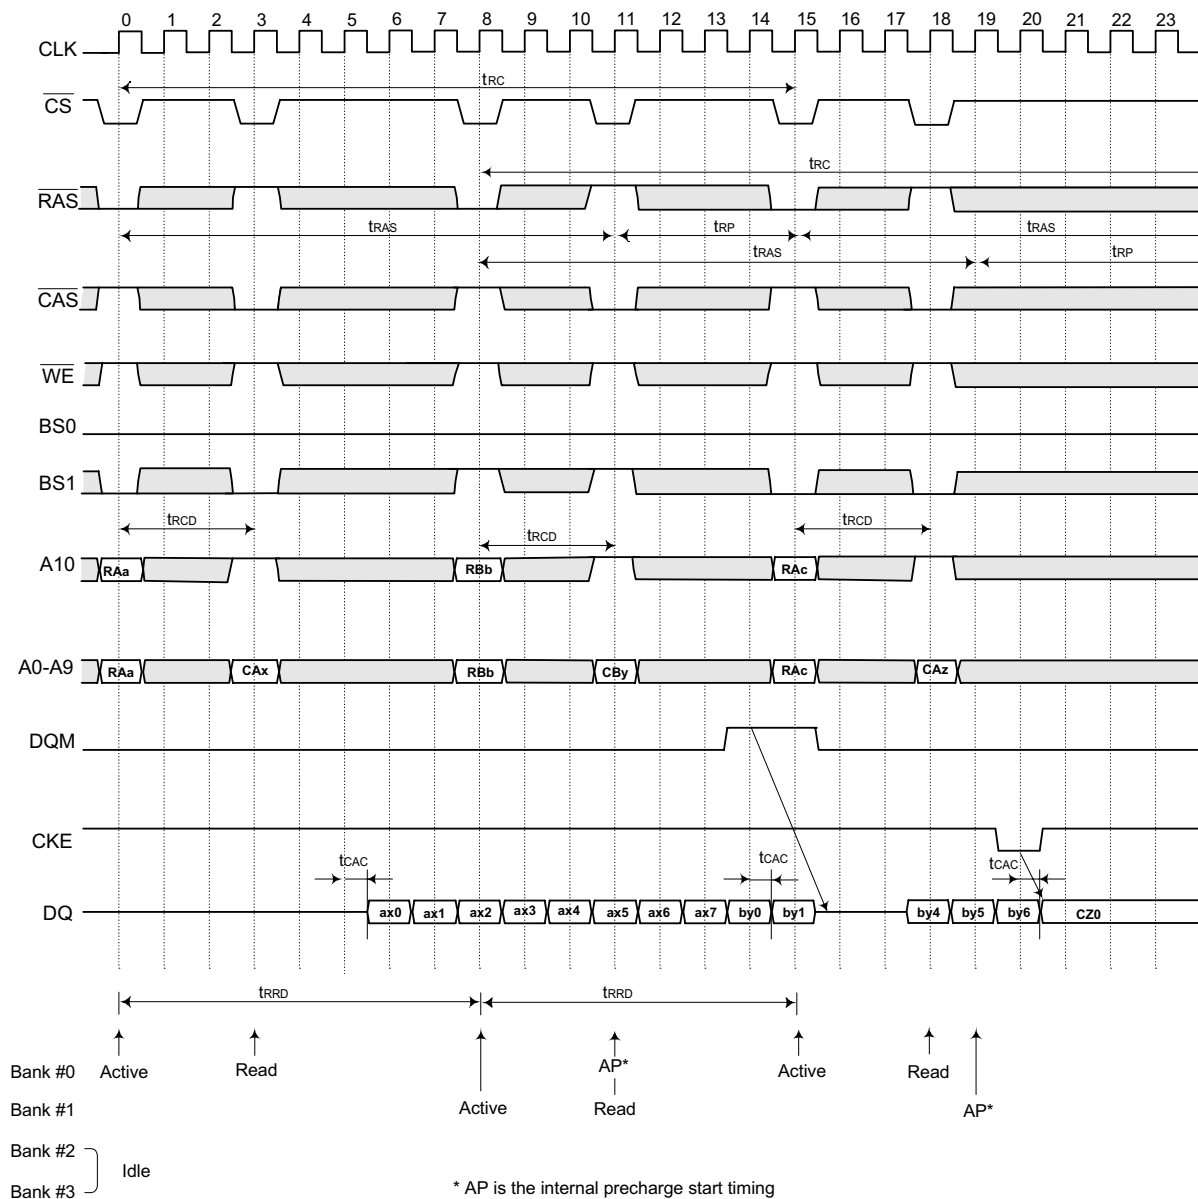 0 1 2 3 4 5 6 7 8 9 10 11 12 13 14 15 16 17 18 19 20 21 22 23
CLK
tRC
CS
tRC
RAS
tRAS tRP tRAS
tRAS tRP
CAS
WE
BS0
BS1
tRCD tRCD tRCD
A10 RAa RBb RAc
A0-A9 RAa CAx RBb CBy RAc CAz
DQM
CKE
tCAC tCAC tCAC
DQ ax0 ax1 ax2 ax3 ax4 ax5 ax6 ax7 by0 by1 by4 by5 by6 CZ0
tRRD tRRD
Bank #0 Active Read AP* Active Read
Bank #1 Active Read AP*
Bank #2
Idle
Bank #3
* AP is the internal precharge start timing